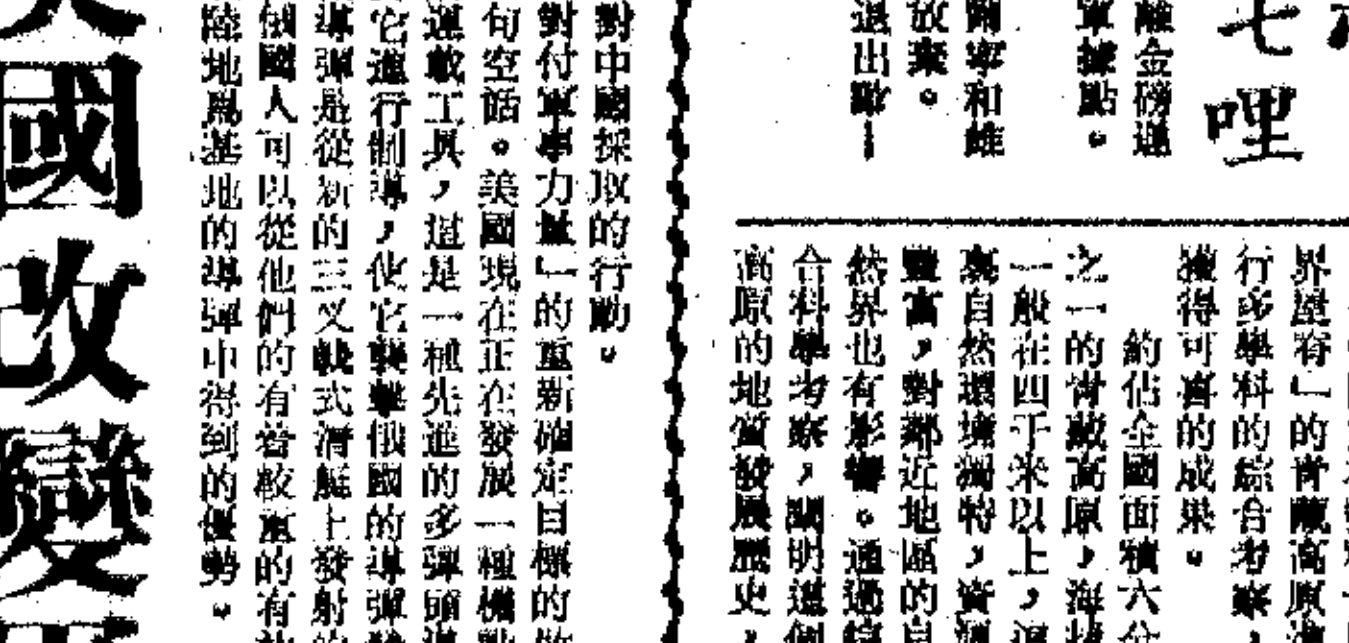 七哩
離金磅邊
軍據點。
爾寧和雌
放棄。
退出歐—
界屋脊﹂的青藏高原
行多學科的綜合考察
獲得可喜的成果。
約佔全國面積六分
之一的青藏高原，海拔
一般在四千米以上，
自然環境獨特，資源
豐富，對鄰近地區的自
然界也有影響。通過綜
合科學考察，闡明這個
高原的地質發展歷史，
對中國採取的行動。
對付軍事力量﹂的重新確定目標的
句空話。美國現在正在發展一種機動
運載工具，這是一種先進的多彈頭導
它進行制導，使它襲擊俄國的導彈
導彈是從新的三叉戟式潛艇上發射的
俄國人可以從他們的有着較重的有
陸地爲基地的導彈中得到的優勢。
國改變